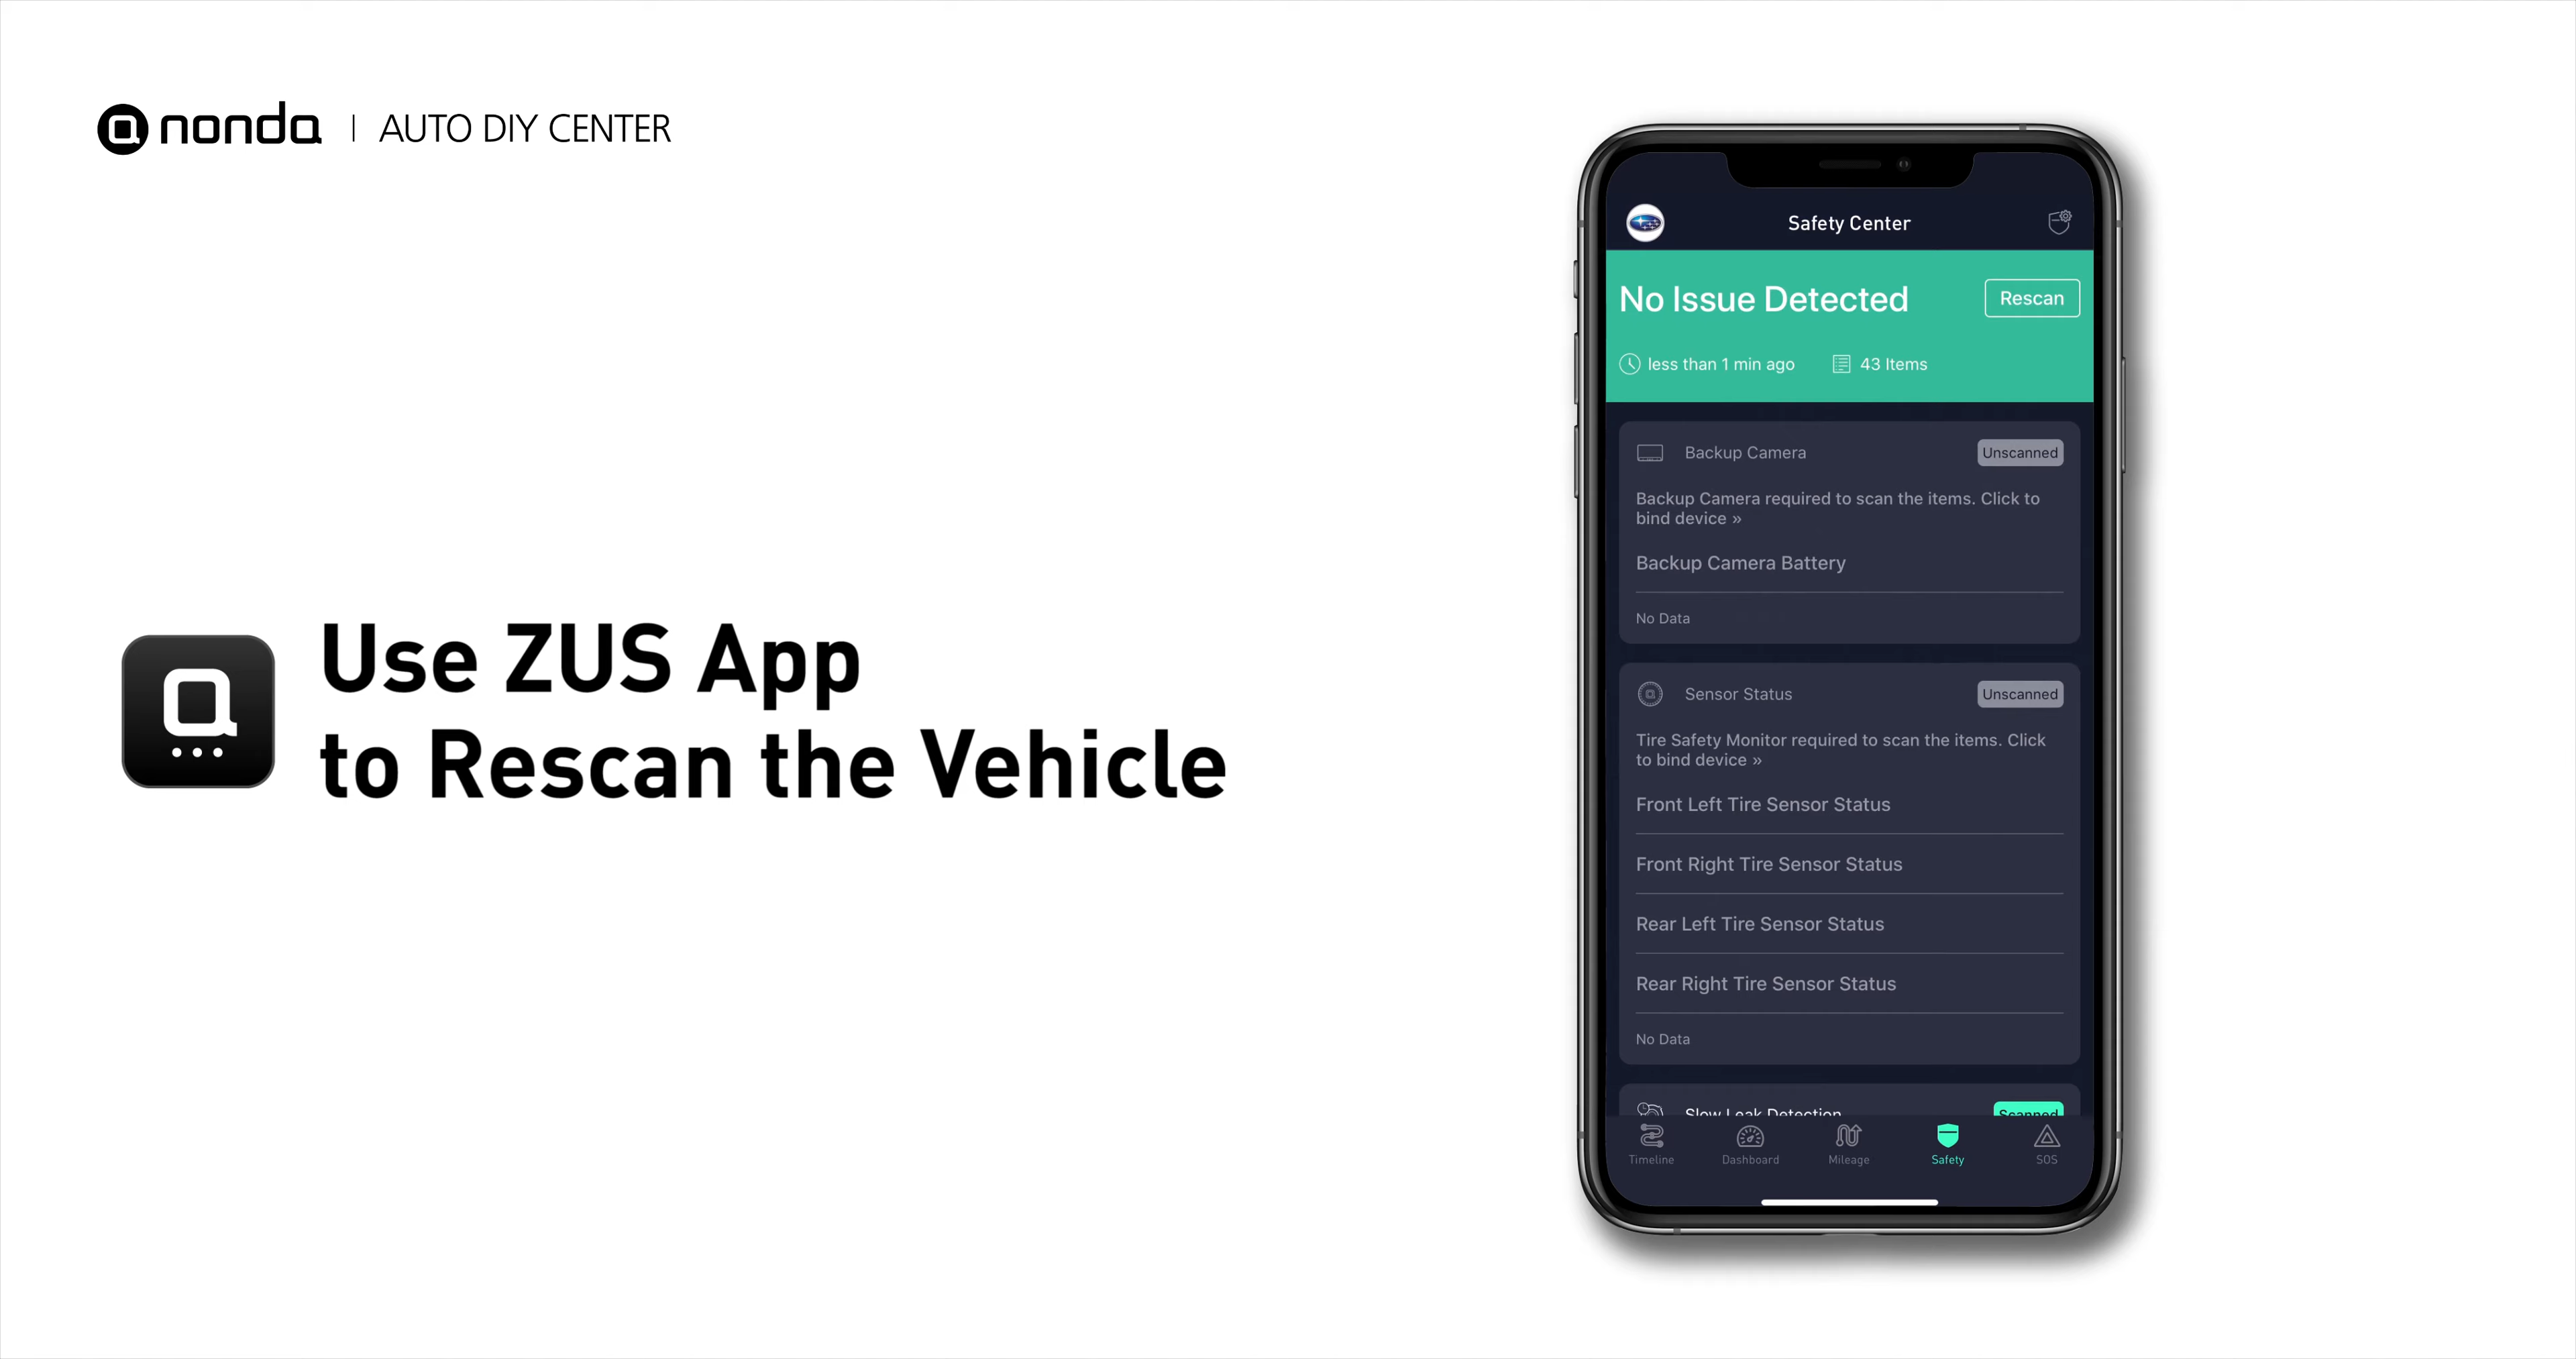 nonda | AUTO DIY CENTER
Use ZUS App
to Rescan the Vehicle
Safety Center
No Issue Detected
Rescan
less than 1 min ago
43 Items
Backup Camera
Unscanned
Backup Camera required to scan the items. Click to
bind device »
Backup Camera Battery
No Data
Sensor Status
Unscanned
Tire Safety Monitor required to scan the items. Click
to bind device »
Front Left Tire Sensor Status
Front Right Tire Sensor Status
Rear Left Tire Sensor Status
Rear Right Tire Sensor Status
No Data
Slow Leak Detection
Scanned
Timeline
Dashboard
Mileage
Safety
SOS